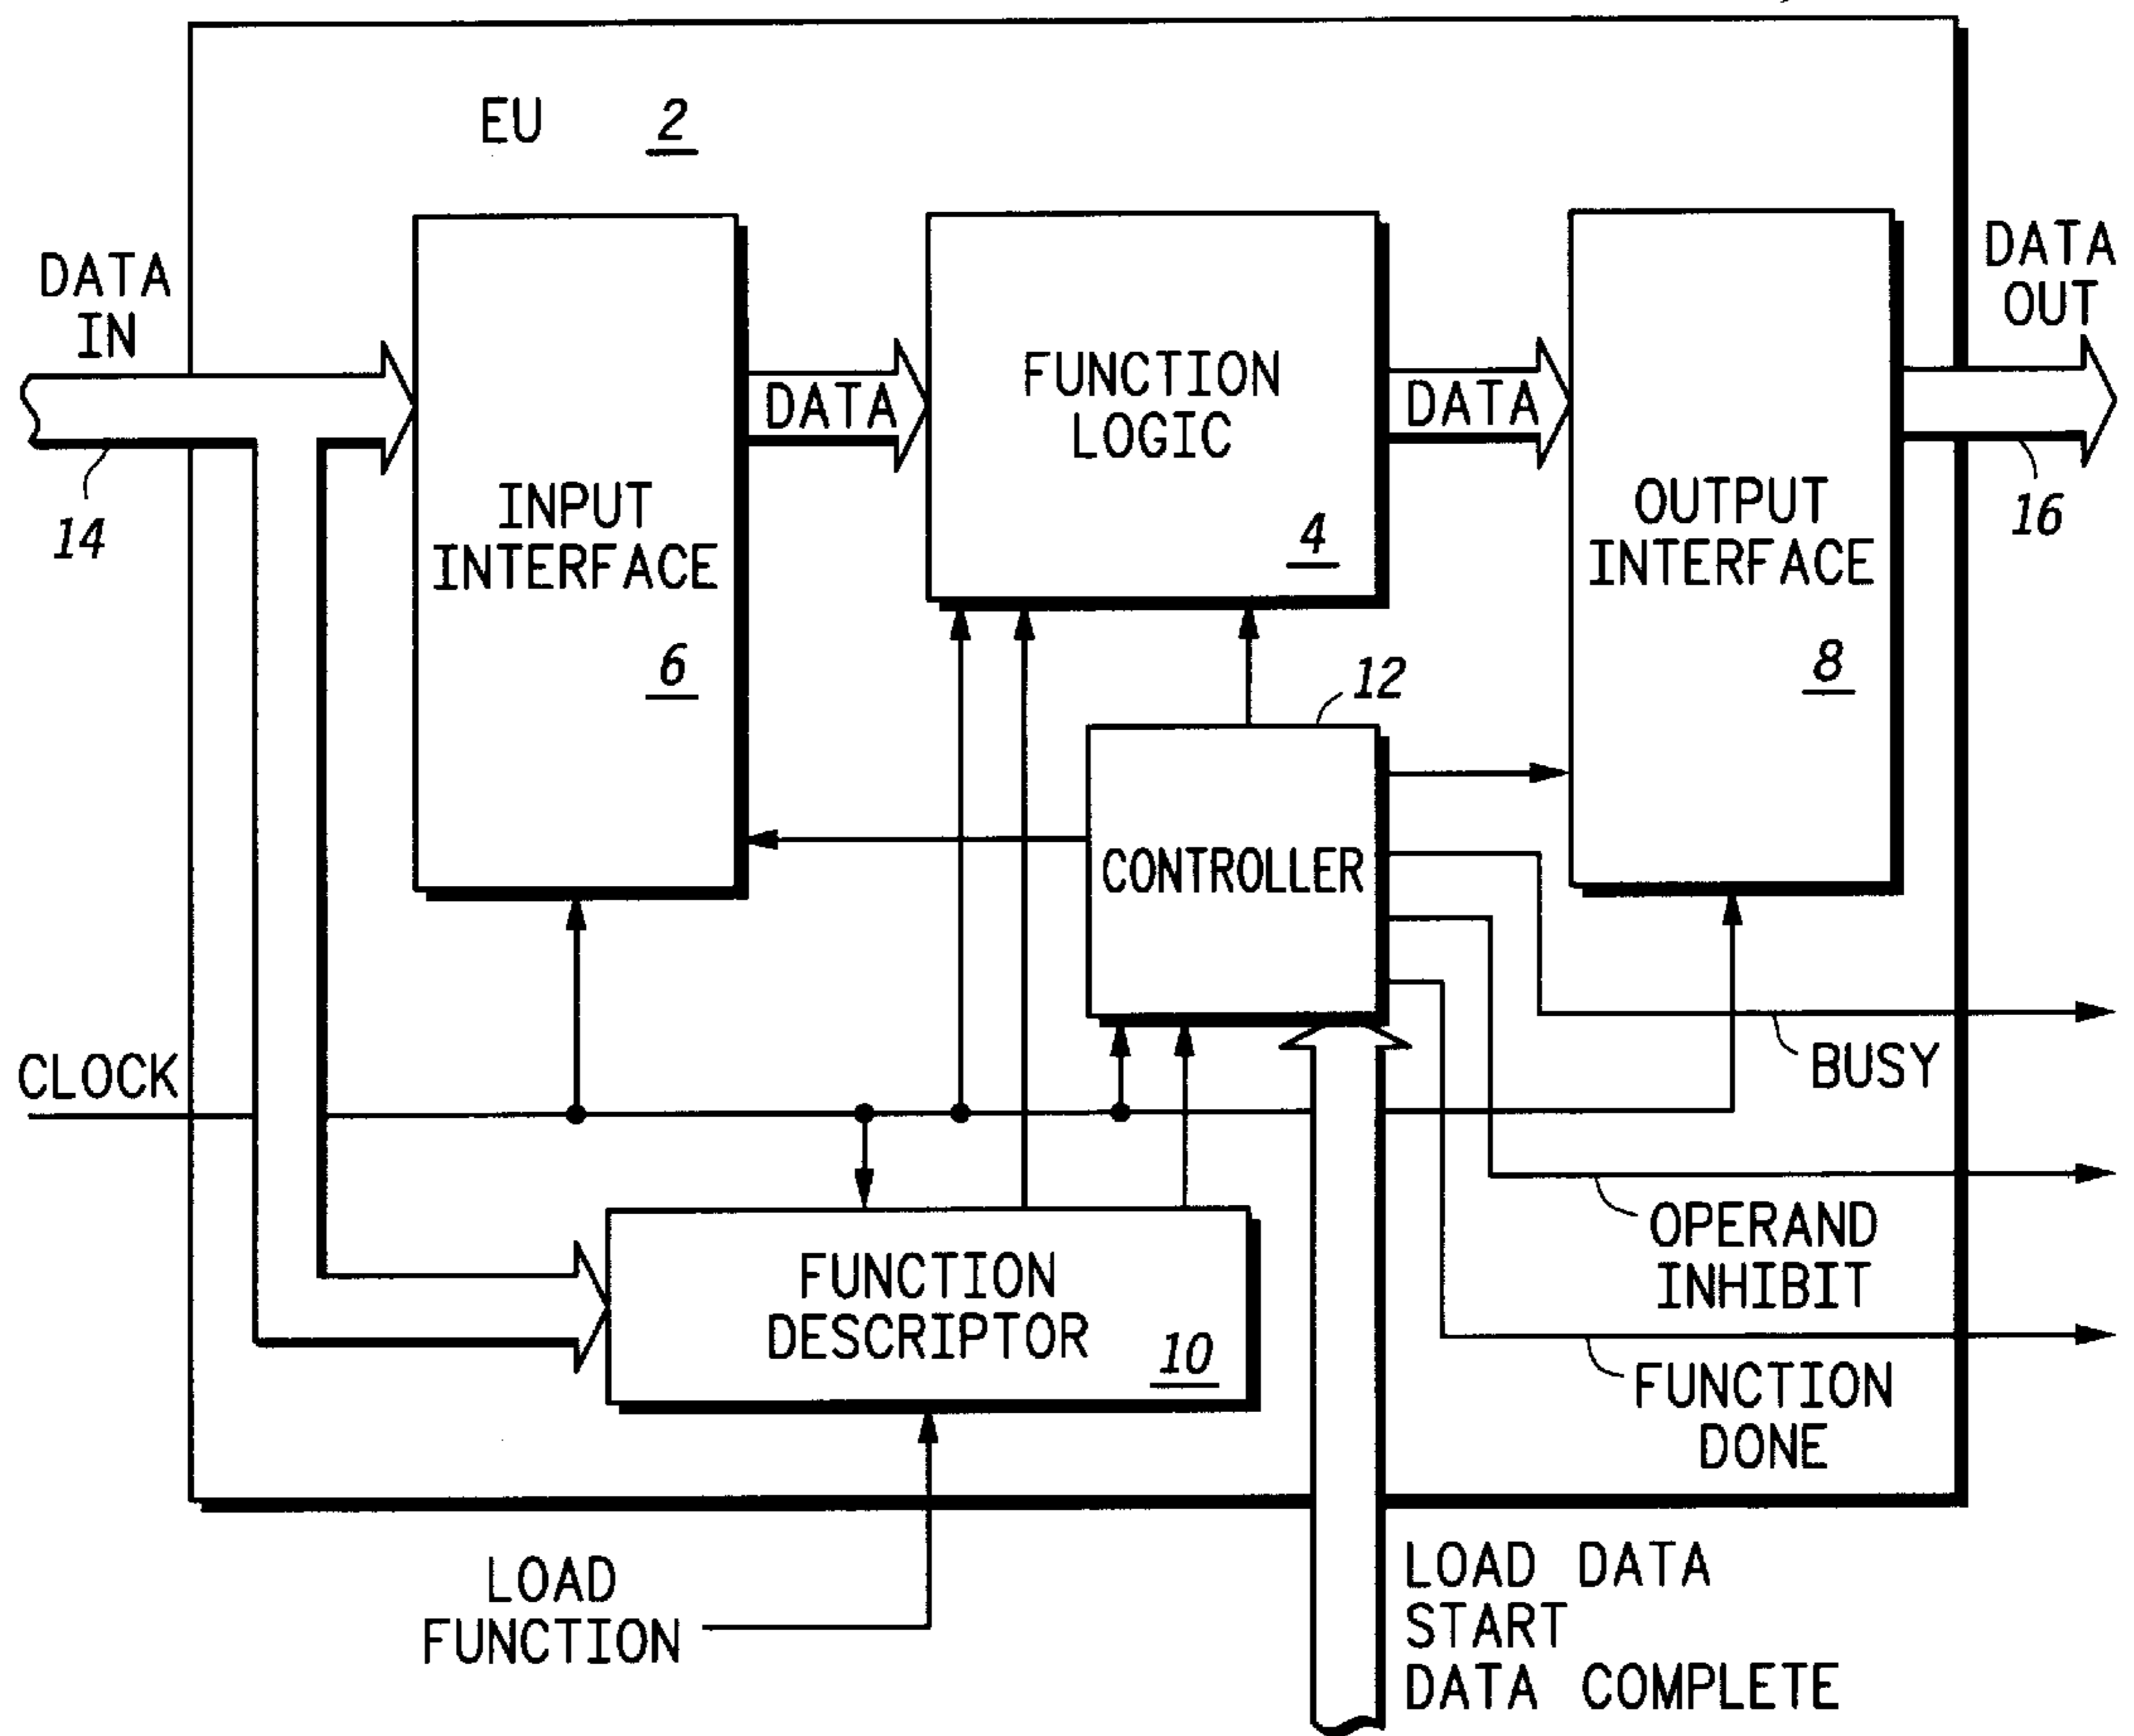 EU 2
DATA
IN
DATA
OUT
14
16
INPUT
INTERFACE
6
DATA
FUNCTION
LOGIC
4
DATA
OUTPUT
INTERFACE
8
12
CONTROLLER
CLOCK
BUSY
OPERAND
INHIBIT
FUNCTION
DONE
FUNCTION
DESCRIPTOR
10
LOAD
FUNCTION
LOAD DATA
START
DATA COMPLETE